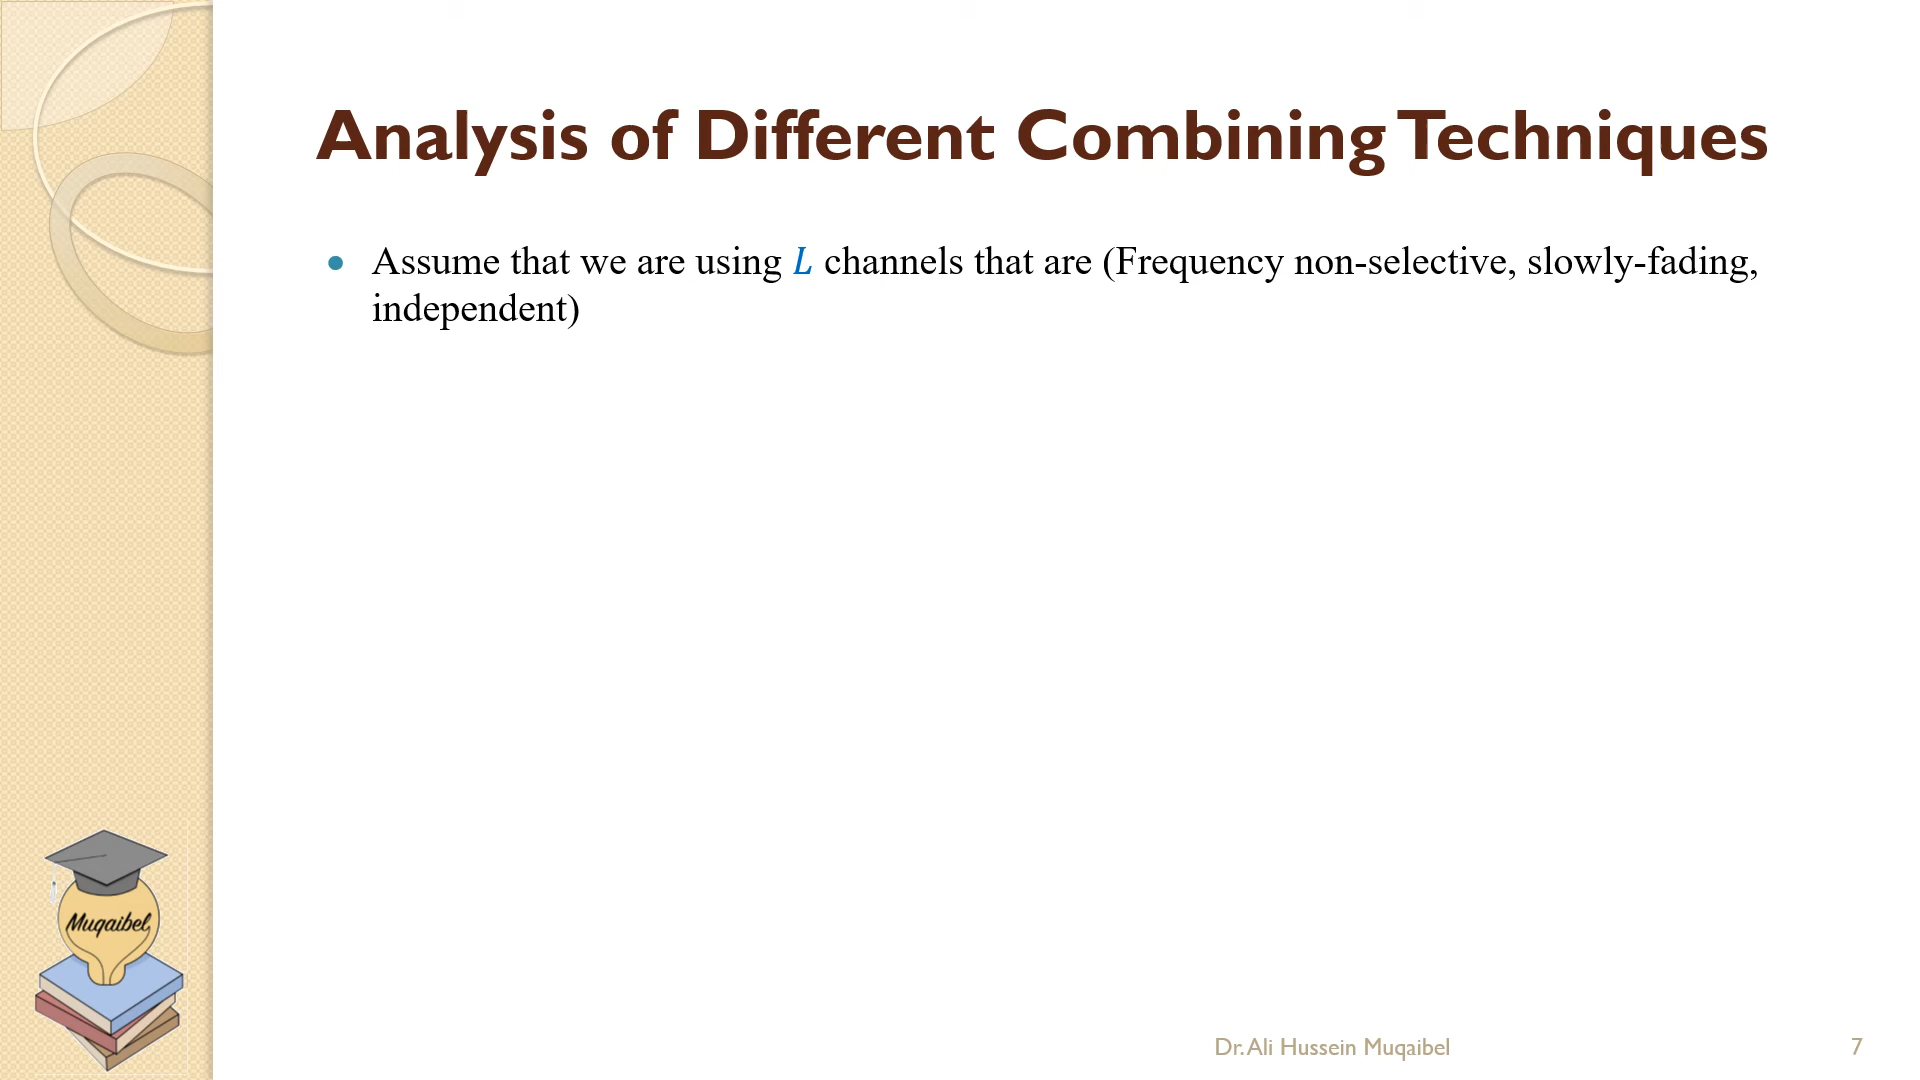 Analysis of Different Combining Techniques
• Assume that we are using L channels that are (Frequency non-selective, slowly-fading,
independent)
Muqaibel
Dr. Ali Hussein Muqaibel
7